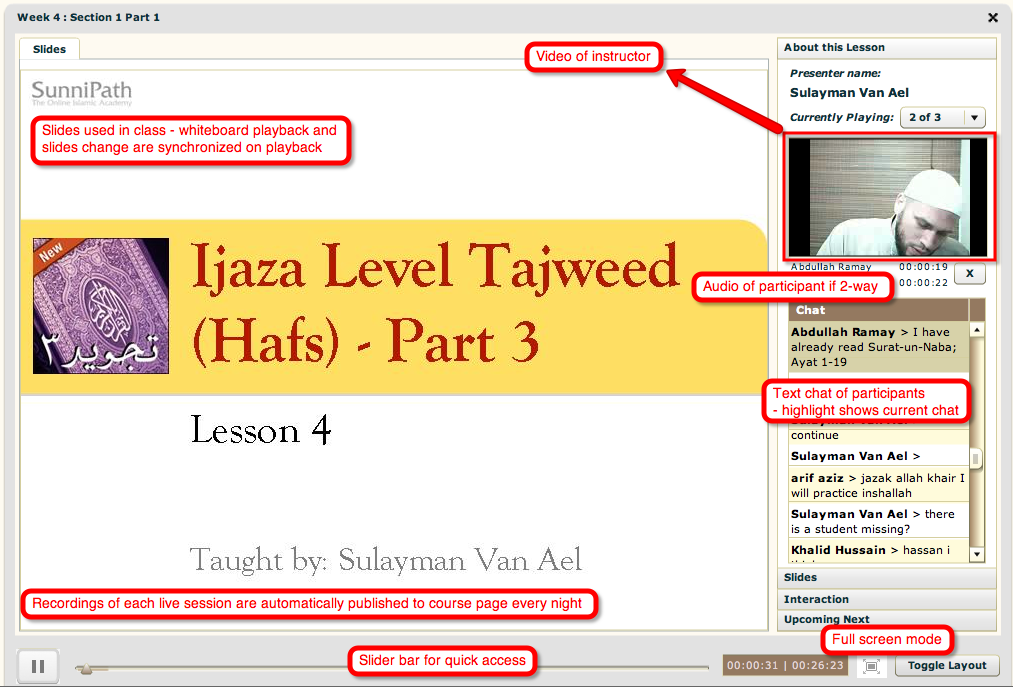 Week 4 : Section 1 Part 1
Slides
SunniPath
The Online Islamic Academy
Slides used in class - whiteboard playback and
slides change are synchronized on playback
New
تجويد ٣
Ijaza Level Tajweed
(Hafs) - Part 3
Lesson 4
Taught by: Sulayman Van Ael
Recordings of each live session are automatically published to course page every night
Video of instructor
About this Lesson
Presenter name:
Sulayman Van Ael
Currently Playing: 2 of 3
Abdullah Ramay 00:00:19
00:00:22 X
Audio of participant if 2-way
Chat
Abdullah Ramay > I have
already read Surat-un-Naba;
Ayat 1-19
Text chat of participants
- highlight shows current chat
continue
Sulayman Van Ael >
arif aziz > jazak allah khair I
will practice inshallah
Sulayman Van Ael > there
is a student missing?
Khalid Hussain > hassan i
Slides
Interaction
Upcoming Next
Full screen mode
Slider bar for quick access
00:00:31 | 00:26:23
Toggle Layout